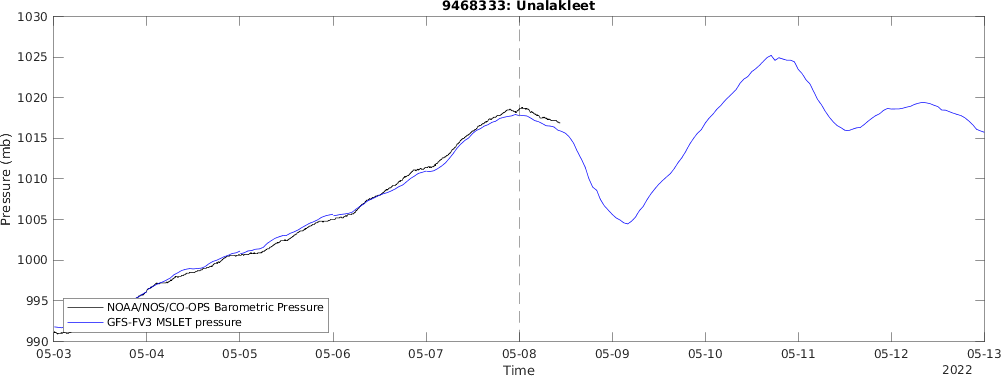 9468333: Unalakleet
Pressure (mb)
1030
1025
1020
1015
1010
1005
1000
995
990
NOAA/NOS/CO-OPS Barometric Pressure
GFS-FV3 MSLET pressure
05-03 05-04 05-05 05-06 05-07 05-08 05-09 05-10 05-11 05-12 05-13
Time
2022